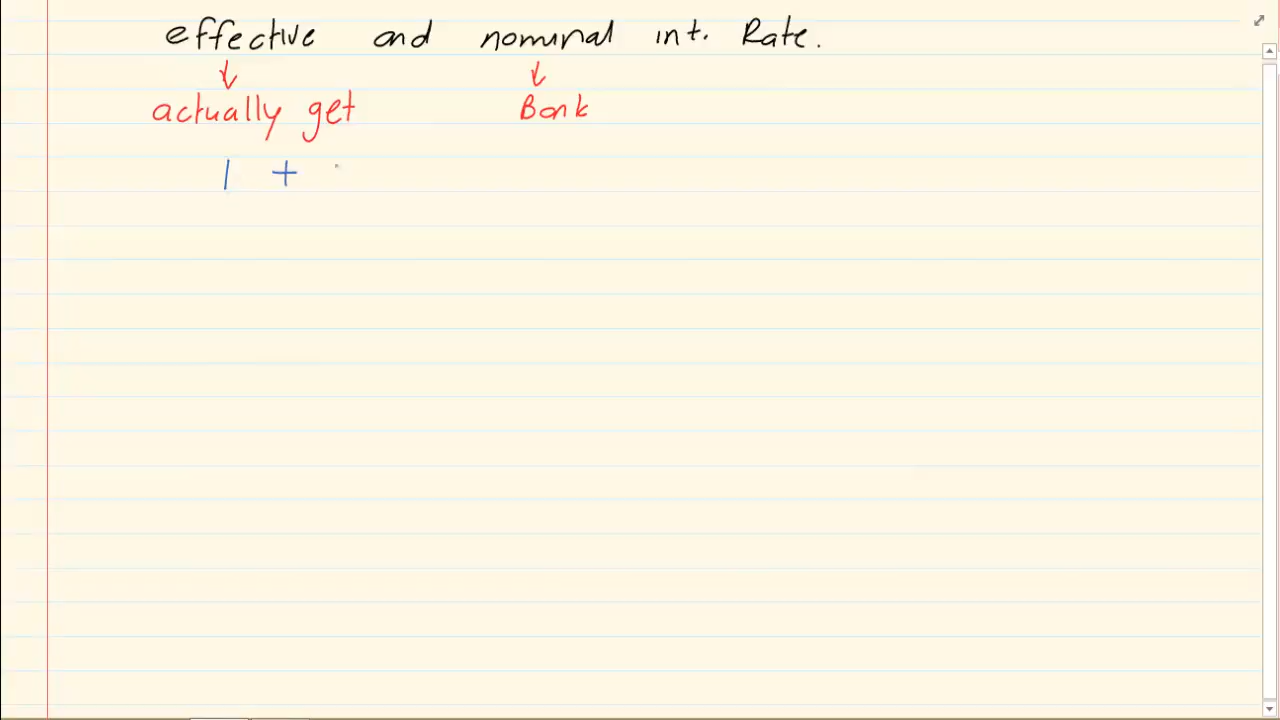 effective and nominal int. Rate.
actually get Bank
1 +